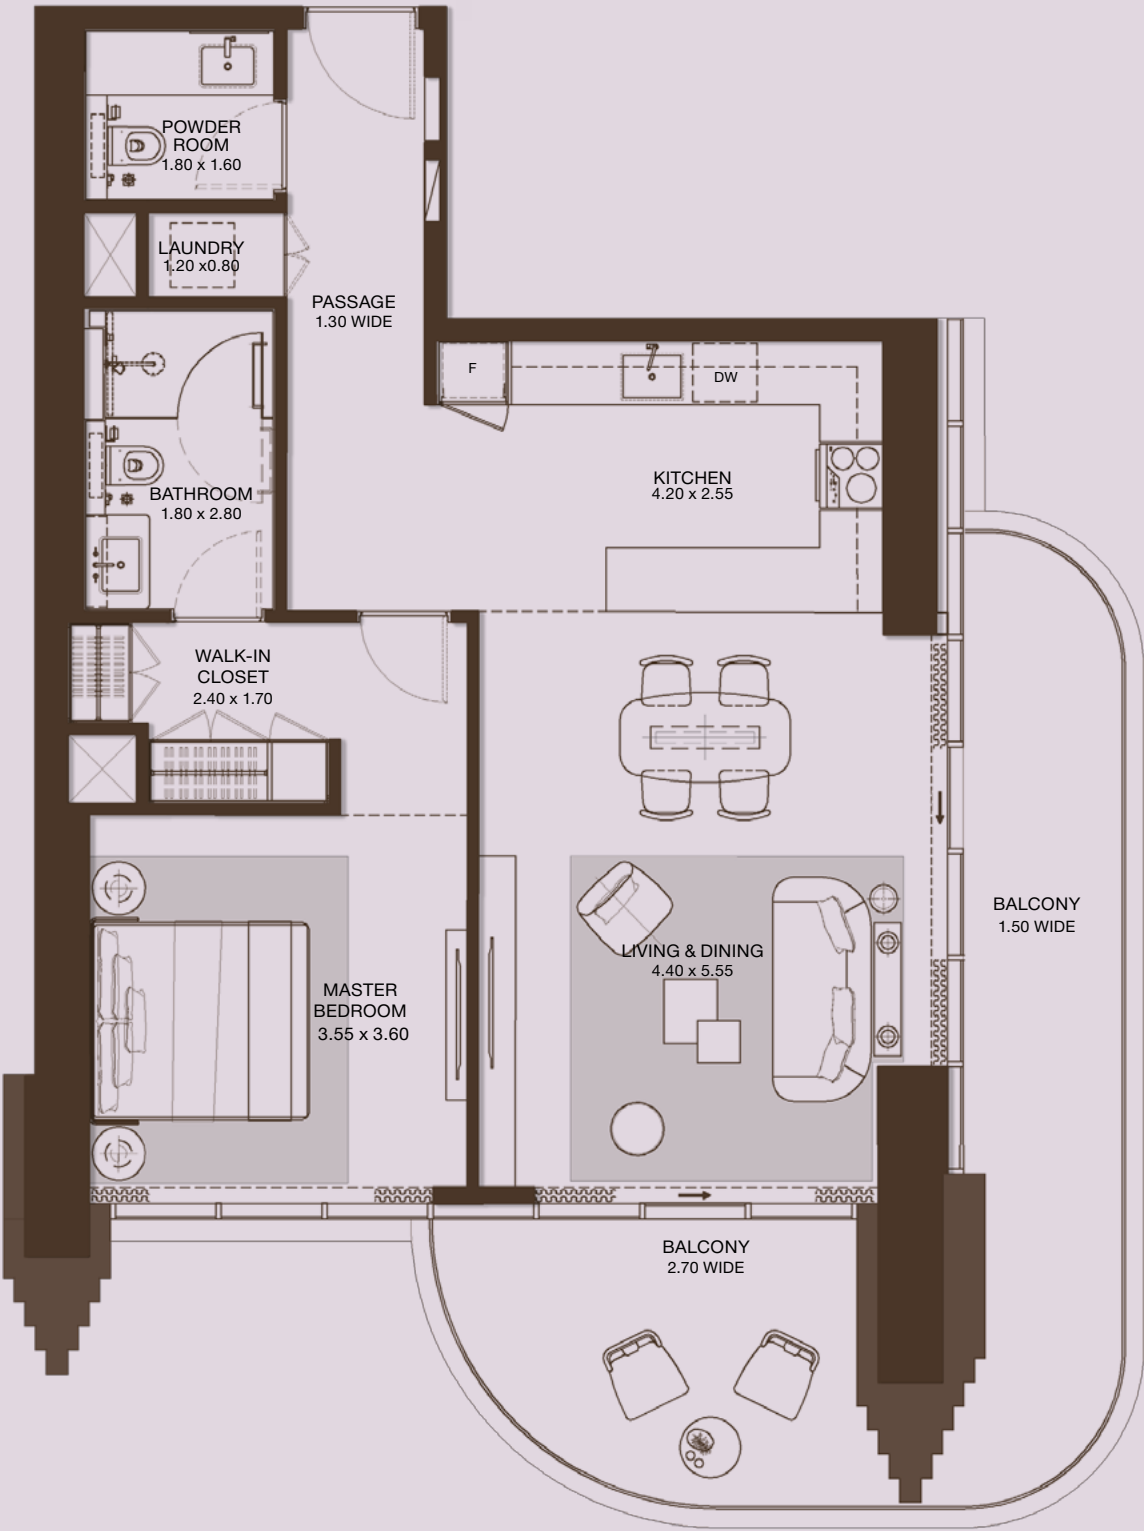 POWDER
ROOM
1.80 x 1.60
LAUNDRY
1.20 x0.80
PASSAGE
1.30 WIDE
F
DW
KITCHEN
4.20 x 2.55
BATHROOM
1.80 x 2.80
WALK-IN
CLOSET
2.40 x 1.70
BALCONY
1.50 WIDE
LIVING & DINING
4.40 x 5.55
MASTER
BEDROOM
3.55 x 3.60
BALCONY
2.70 WIDE